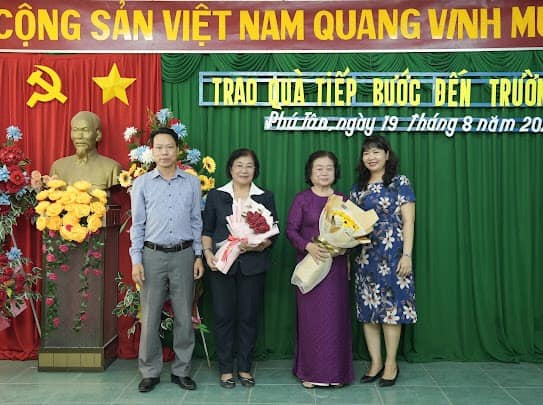 CỘNG SẢN VIỆT NAM QUANG VINH MU
TRAO QUÀ TIẾP BƯỚC ĐẾN TRƯỜN
Phú Tân, ngày 19 tháng 8 năm 20